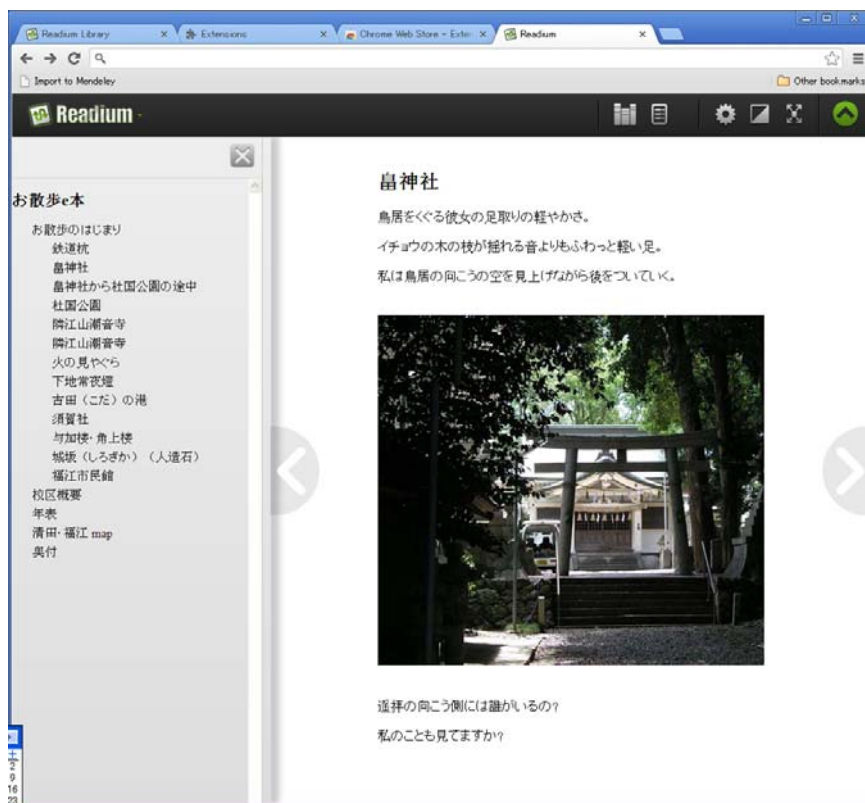 Readium Library
Extensions
Chrome Web Store - Exten
Readium
Import to Mendeley
Other bookmarks
Readium
お散歩e本
お散歩のはじまり
鉄道杭
畠神社
畠神社から杜国公園の途中
杜国公園
隣江山潮音寺
隣江山潮音寺
火の見やぐら
下地常夜燈
古田(こだ)の港
須賀社
与加楼・角上楼
城坂(しろざか)(人造石)
福江市民館
校区概要
年表
清田・福江 map
奥付
畠神社
鳥居をくぐる彼女の足取りの軽やかさ。
イチョウの木の枝が揺れる音よりもふわっと軽い足。
私は鳥居の向こうの空を見上げながら後をついていく。
遥拝の向こう側には誰がいるの?
私のことも見てますか?
2
9
16
23